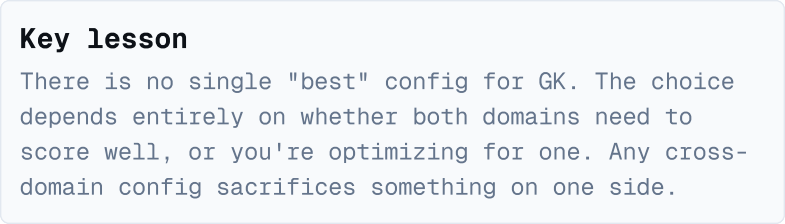 Key lesson
There is no single "best" config for GK. The choice
depends entirely on whether both domains need to
score well, or you're optimizing for one. Any cross-
domain config sacrifices something on one side.